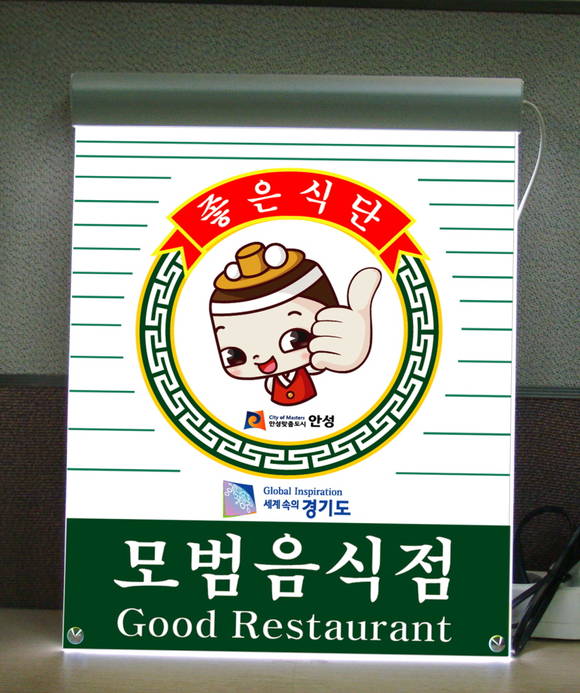 좋은식단
City of Masters
안성맞춤도시 안성
Global Inspiration
세계 속의 경기도
모범음식점
Good Restaurant